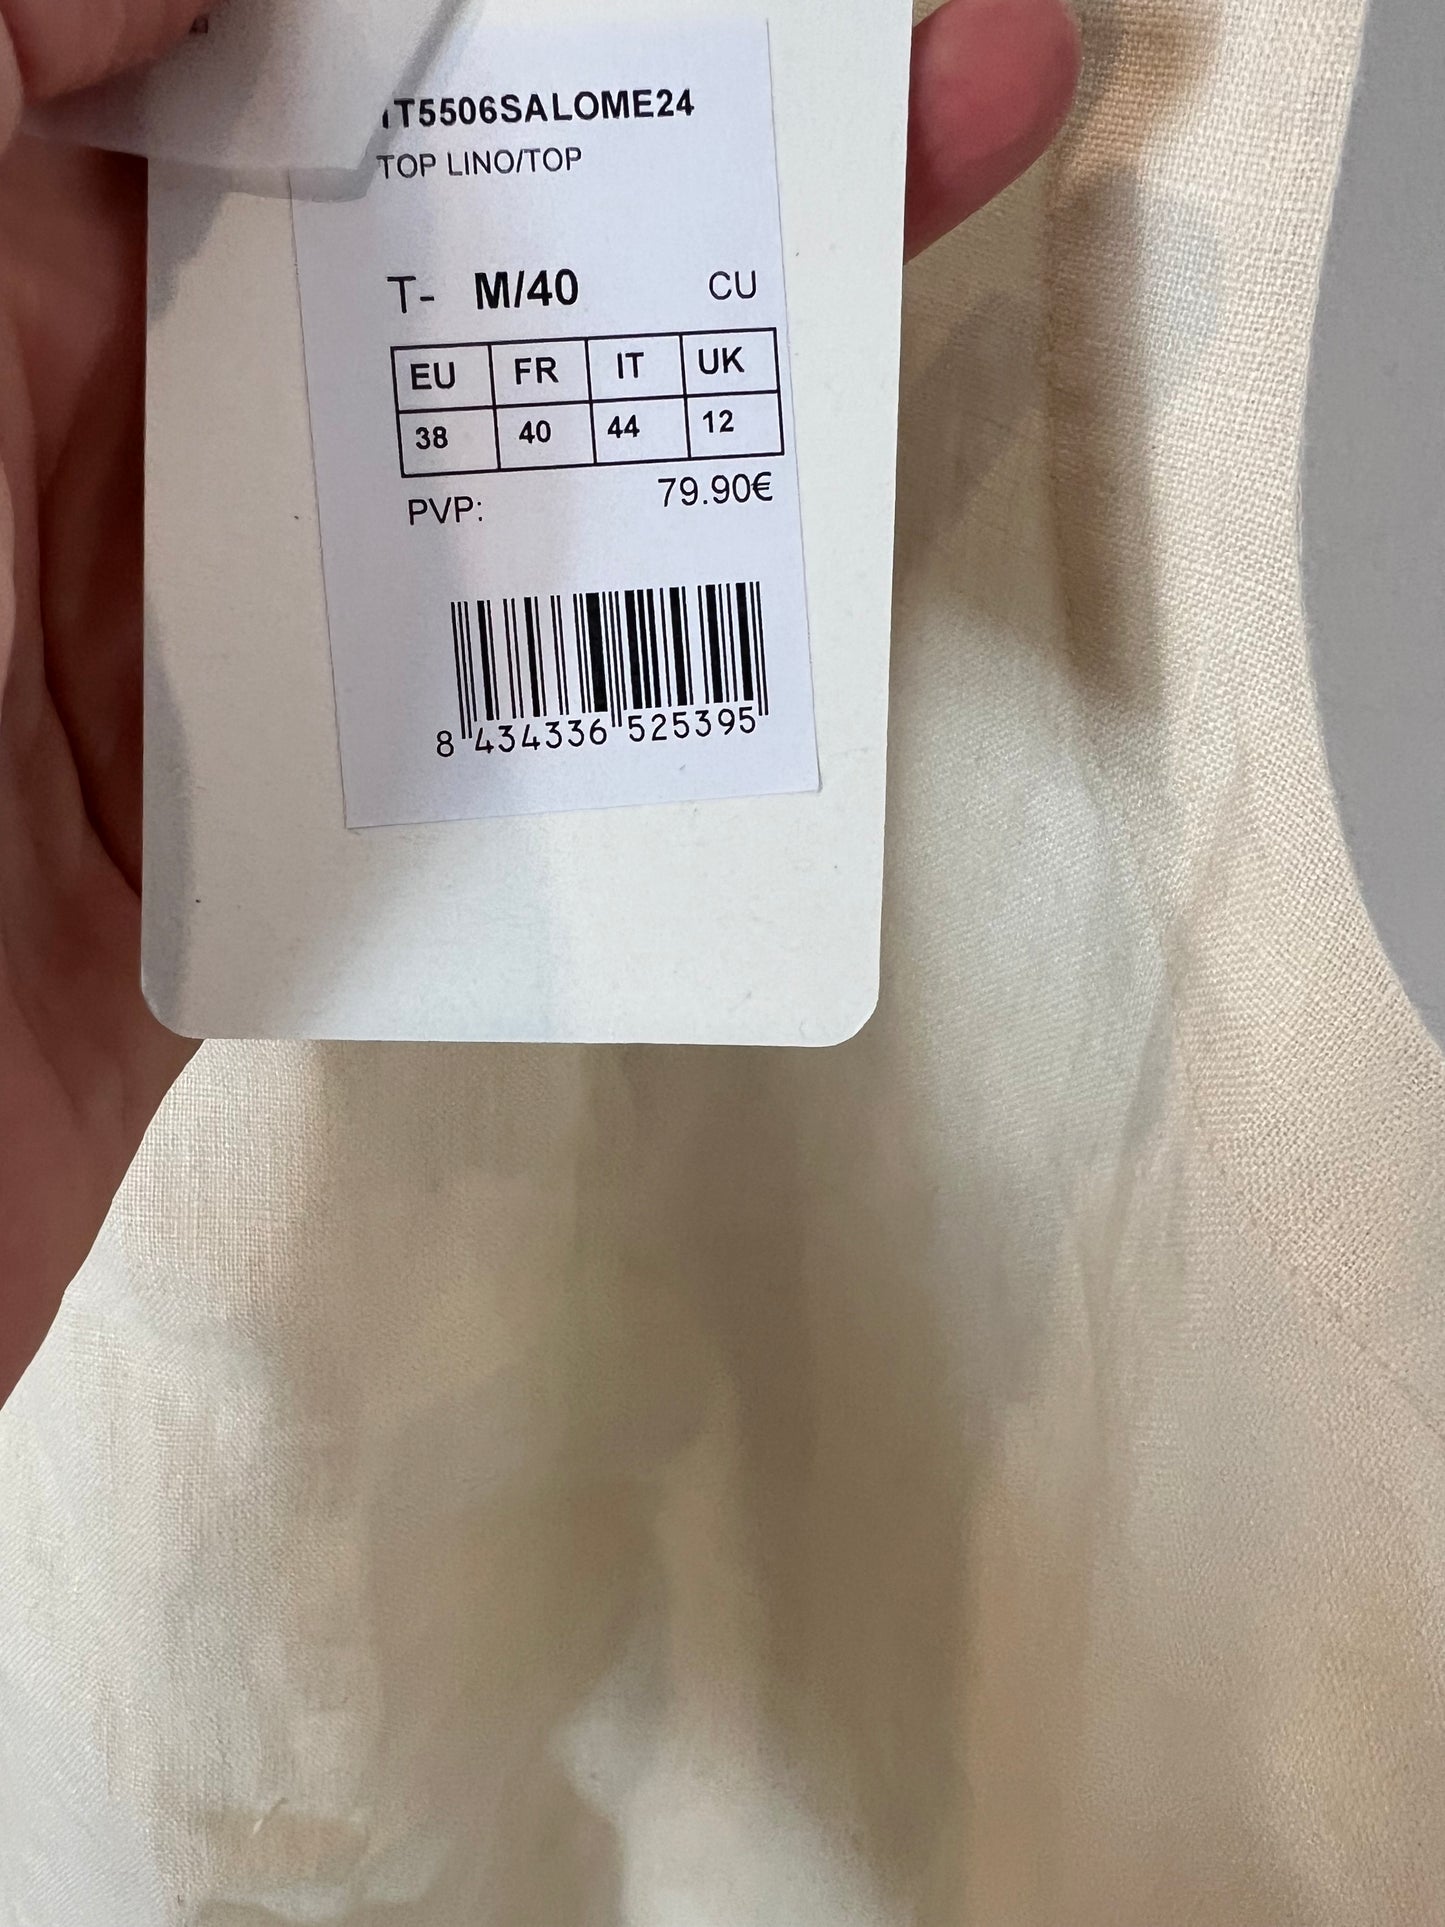 T5506SALOME24
TOP LINO/TOP
T- M/40 CU
EU FR IT UK
38 40 44 12
PVP: 79.90€
8 434336 525395